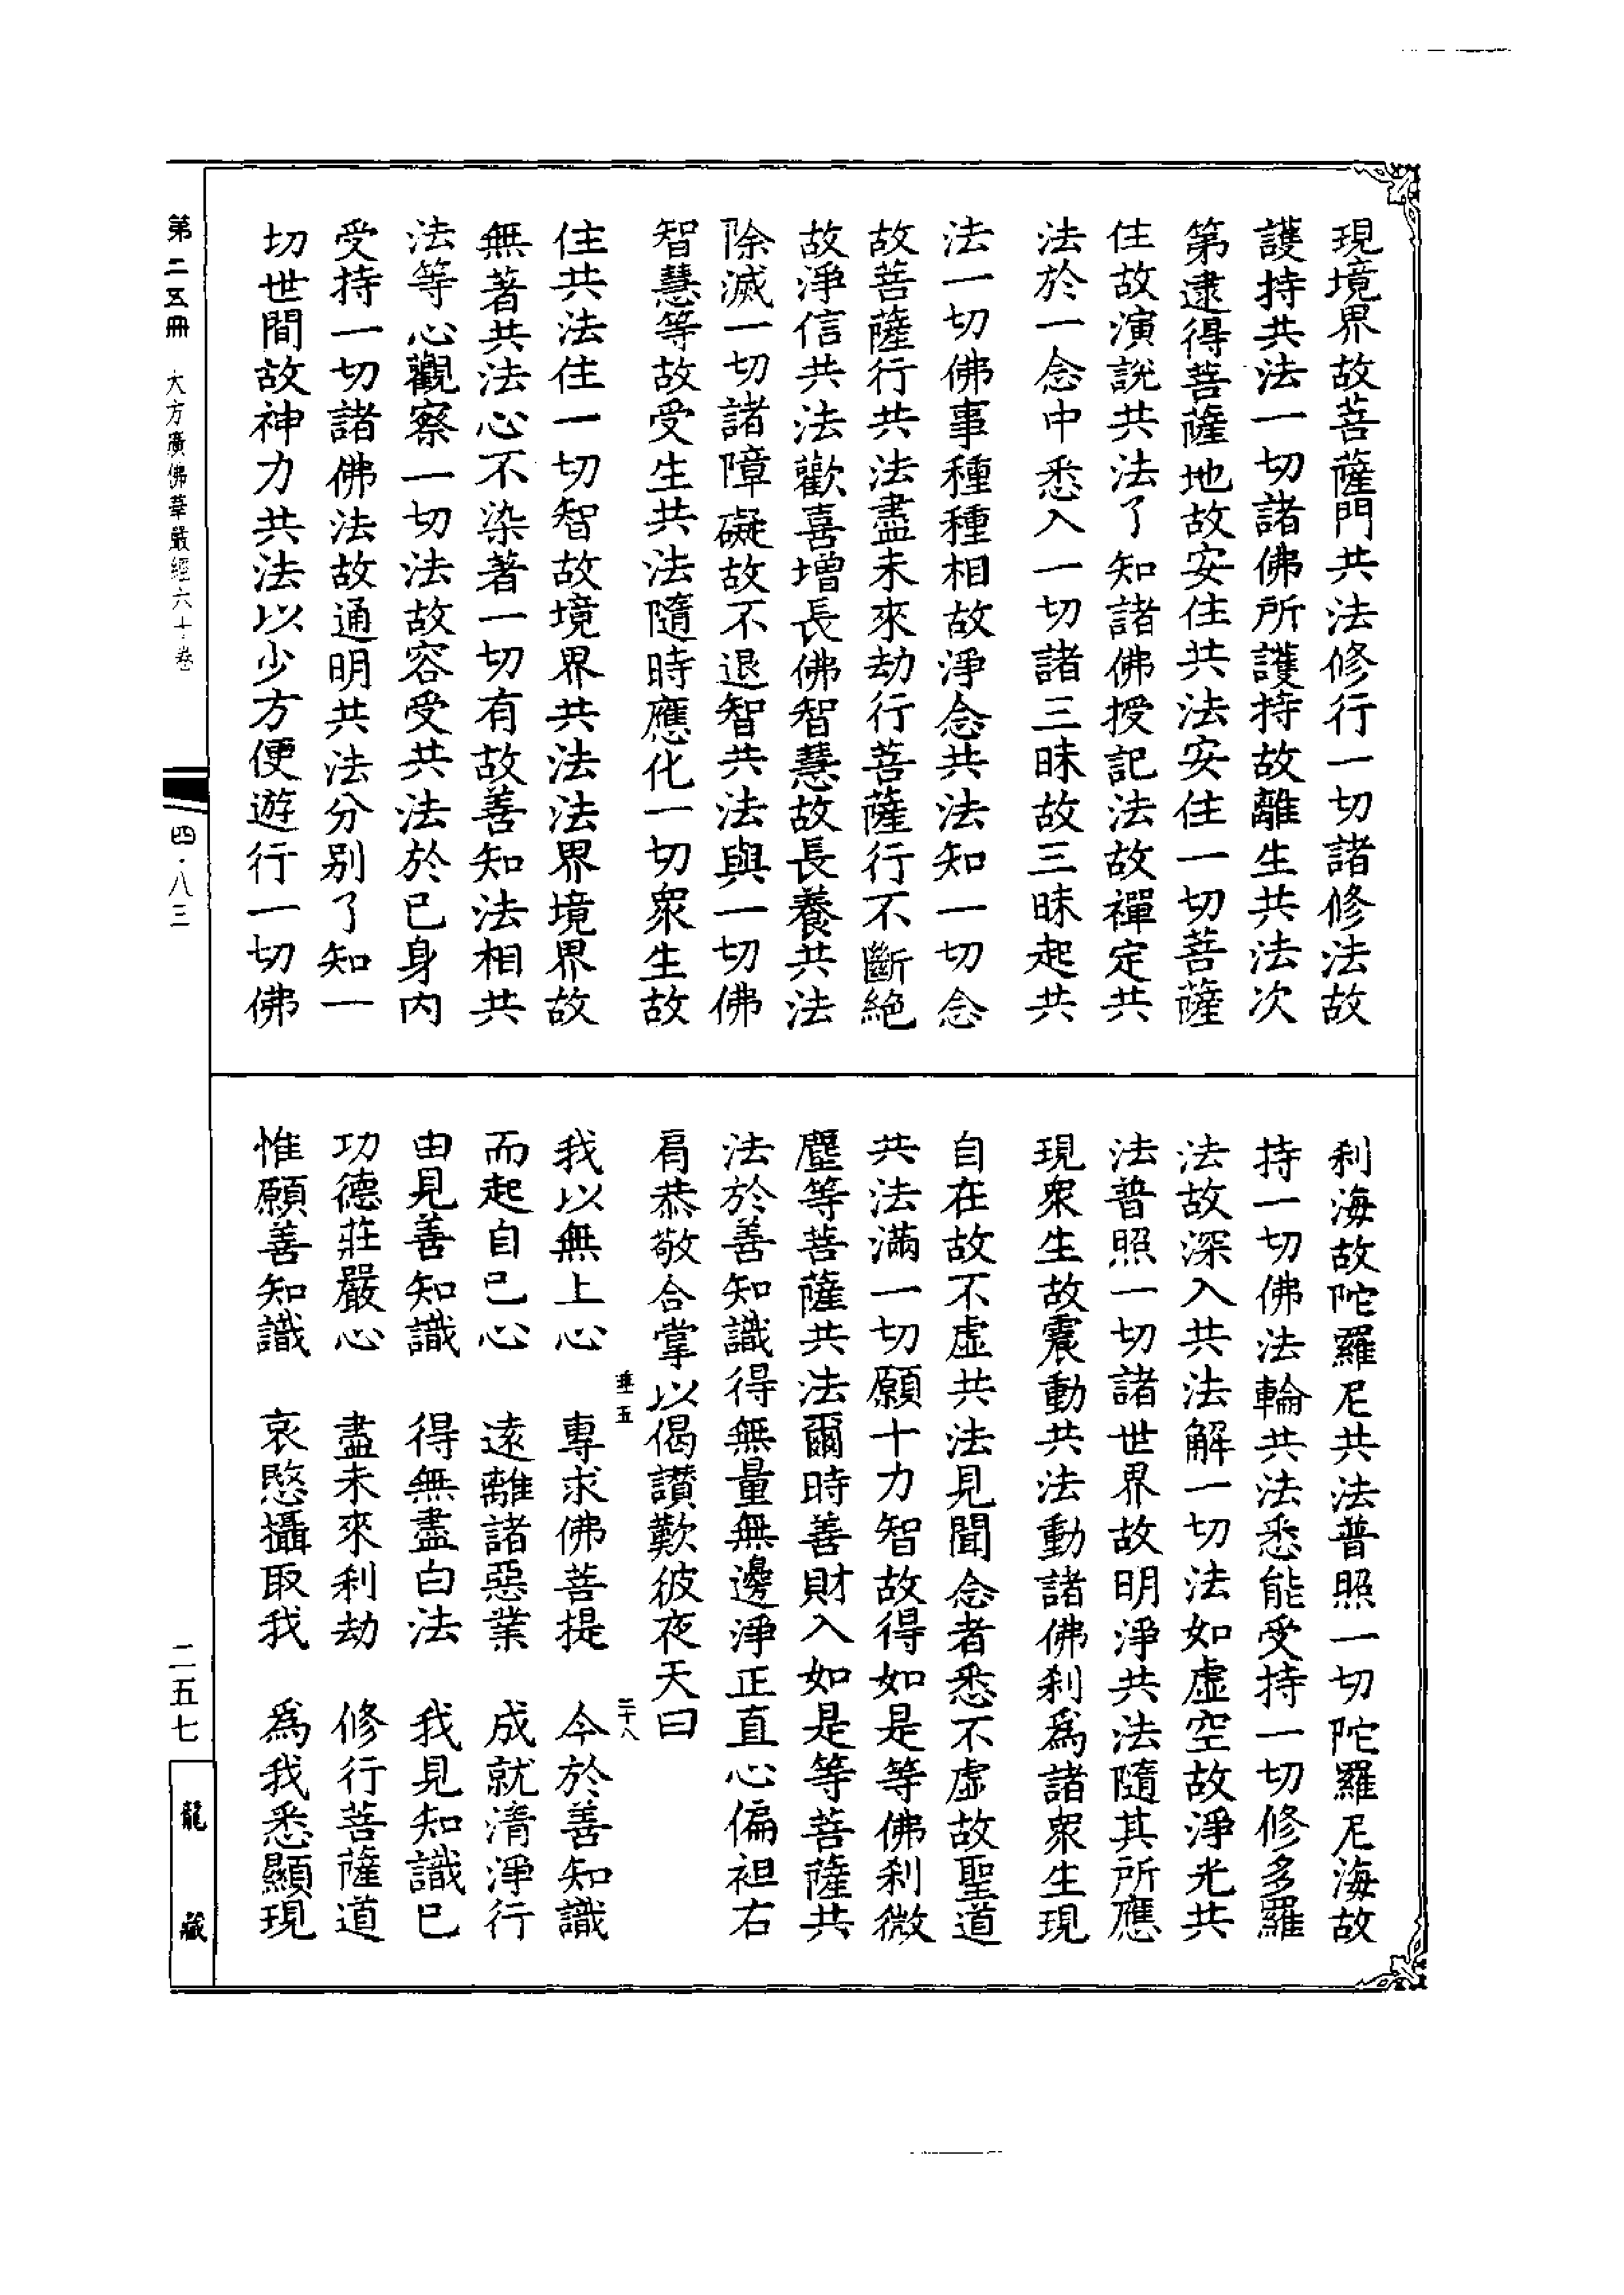 現境界故菩薩門共法修行一切諸修法故
護持共法一切諸佛所護持故離生共法次
第逮得菩薩地故安住共法安住一切菩薩
住故演說共法了知諸佛授記法故禪定共
法於一念中悉入一切諸三昧故三昧起共
法一切佛事種種相故淨念共法知一切念
故菩薩行共法盡未來劫行菩薩行不斷絕
故淨信共法歡喜增長佛智慧故長養共法
除滅一切諸障礙故不退智共法與一切佛
智慧等故受生共法隨時應化一切眾生故
住共法住一切智故境界共法法界境界故
無著共法心不染著一切有故善知法相共
法等心觀察一切法故容受共法於已身內
受持一切諸佛法故通明共法分别了知一
切世間故神力共法以少方便遊行一切佛
刹海故陀羅尼共法普照一切陀羅尼海故
持一切佛法輪共法悉能受持一切修多羅
法故深入共法解一切法如虛空故淨光共
法普照一切諸世界故明淨共法隨其所應
現眾生故震動共法動諸佛刹爲諸眾生現
自在故不虛共法見聞念者悉不虛故聖道
共法滿一切願十力智故得如是等佛刹微
塵等菩薩共法爾時善財入如是等菩薩共
法於善知識得無量無邊淨正直心偏袒右
肩恭敬合掌以偈讚歎彼夜天曰
垂五 二十八
我以無上心 專求佛菩提 今於善知識
而起自己心 遠離諸惡業 成就清淨行
由見善知識 得無盡白法 我見知識已
功德莊嚴心 盡未來刹劫 修行菩薩道
惟願善知識 哀愍攝取我 爲我悉顯現
第二五冊 大方廣佛華嚴經六十卷 四·八三 二五七 龍藏